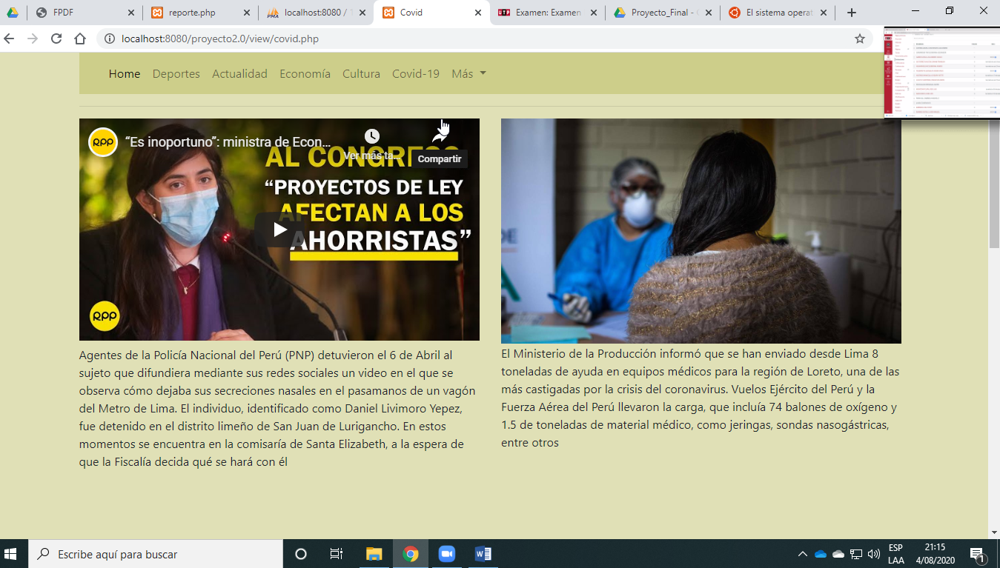 FPDF
reporte.php
localhost:8080 /
Covid
Examen: Examen
Proyecto_Final -
El sistema operat
localhost:8080/proyecto2.0/view/covid.php
Home Deportes Actualidad Economía Cultura Covid-19 Más
RPP
“Es inoportuno”: ministra de Econ...
Ver más ta...
Compartir
AL CONGRESO
“PROYECTOS DE LEY
AFECTAN A LOS
AHORRISTAS”
RPP
Agentes de la Policía Nacional del Perú (PNP) detuvieron el 6 de Abril al
sujeto que difundiera mediante sus redes sociales un video en el que se
observa cómo dejaba sus secreciones nasales en el pasamanos de un vagón
del Metro de Lima. El individuo, identificado como Daniel Livimoro Yepez,
fue detenido en el distrito limeño de San Juan de Lurigancho. En estos
momentos se encuentra en la comisaría de Santa Elizabeth, a la espera de
que la Fiscalía decida qué se hará con él
El Ministerio de la Producción informó que se han enviado desde Lima 8
toneladas de ayuda en equipos médicos para la región de Loreto, una de las
más castigadas por la crisis del coronavirus. Vuelos Ejército del Perú y la
Fuerza Aérea del Perú llevaron la carga, que incluía 74 balones de oxígeno y
1.5 de toneladas de material médico, como jeringas, sondas nasogástricas,
entre otros
Escribe aquí para buscar
ESP
LAA
21:15
4/08/2020
1